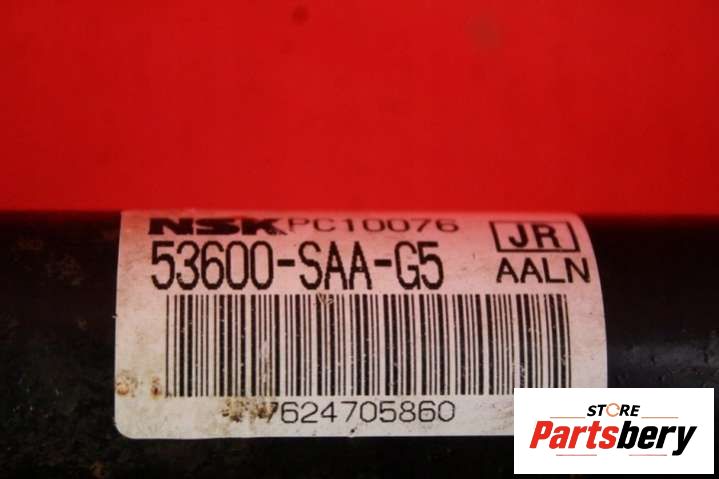 NSK PC10076
JR
53600-SAA-G5
AALN
7624705860
STORE
Partsbery